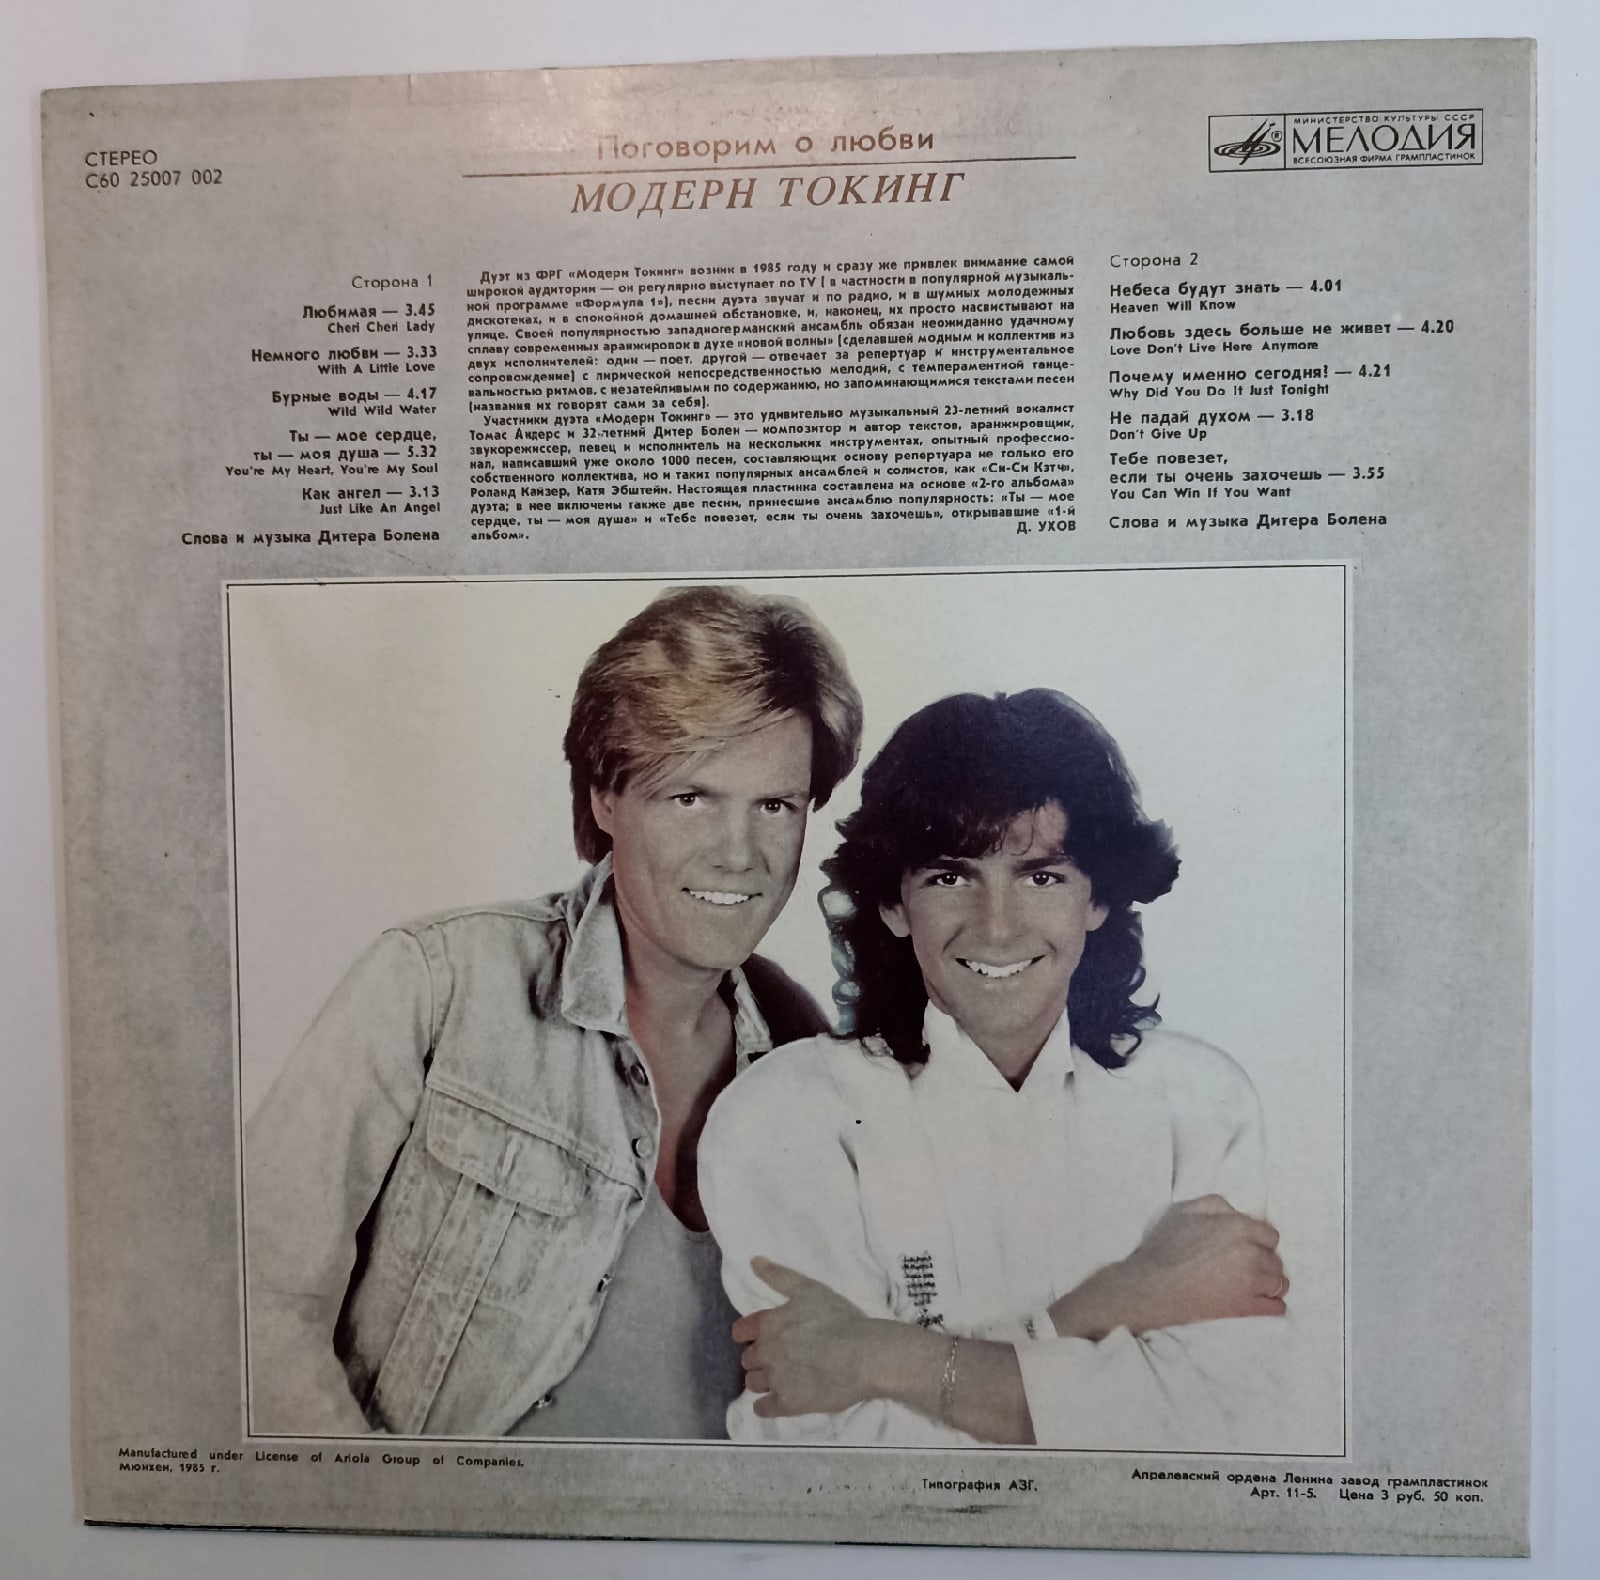 СТЕРЕО
С60 25007 002
Поговорим о любви
МОДЕРН ТОКИНГ
МИНИСТЕРСТВО КУЛЬТУРЫ СССР
МЕЛОДИЯ
ВСЕСОЮЗНАЯ ФИРМА ГРАМПЛАСТИНОК
Сторона 1
Любимая — 3.45
Cheri Cheri Lady
Немного любви — 3.33
With A Little Love
Бурные воды — 4.17
Wild Wild Water
Ты — мое сердце,
ты — моя душа — 5.32
You're My Heart, You're My Soul
Как ангел — 3.13
Just Like An Angel
Слова и музыка Дитера Болена
Дуэт из ФРГ «Модерн Токинг» возник в 1985 году и сразу же привлек внимание самой
широкой аудитории — он регулярно выступает по TV ( в частности в популярной музыкаль-
ной программе «Формула 1»), песни дуэта звучат и по радио, и в шумных молодежных
дискотеках, и в спокойной домашней обстановке, и, наконец, их просто насвистывают на
улице. Своей популярностью западногерманский ансамбль обязан неожиданно удачному
сплаву современных аранжировок в духе «новой волны» (сделавшей модным и коллектив из
двух исполнителей: один — поет, другой — отвечает за репертуар и инструментальное
сопровождение) с лирической непосредственностью мелодий, с темпераментной танце-
вальностью ритмов, с незатейливыми по содержанию, но запоминающимися текстами песен
(названия их говорят сами за себя).
Участники дуэта «Модерн Токинг» — это удивительно музыкальный 23-летний вокалист
Томас Андерс и 32-летний Дитер Болен — композитор и автор текстов, аранжировщик,
звукорежиссер, певец и исполнитель на нескольких инструментах, опытный профессио-
нал, написавший уже около 1000 песен, составляющих основу репертуара не только его
собственного коллектива, но и таких популярных ансамблей и солистов, как «Си-Си Кэтч»,
Роланд Кайзер, Катя Эбштейн. Настоящая пластинка составлена на основе «2-го альбома»
дуэта; в нее включены также две песни, принесшие ансамблю популярность: «Ты — мое
сердце, ты — моя душа» и «Тебе повезет, если ты очень захочешь», открывавшие «1-й
альбом».
Д. УХОВ
Сторона 2
Небеса будут знать — 4.01
Heaven Will Know
Любовь здесь больше не живет — 4.20
Love Don't Live Here Anymore
Почему именно сегодня? — 4.21
Why Did You Do It Just Tonight
Не падай духом — 3.18
Don't Give Up
Тебе повезет,
если ты очень захочешь — 3.55
You Can Win If You Want
Слова и музыка Дитера Болена
Manufactured under License of Ariola Group of Companies,
Мюнхен, 1985 г.
Типография АЗГ.
Апрелевский ордена Ленина завод грампластинок
Арт. 11-5. Цена 3 руб. 50 коп.